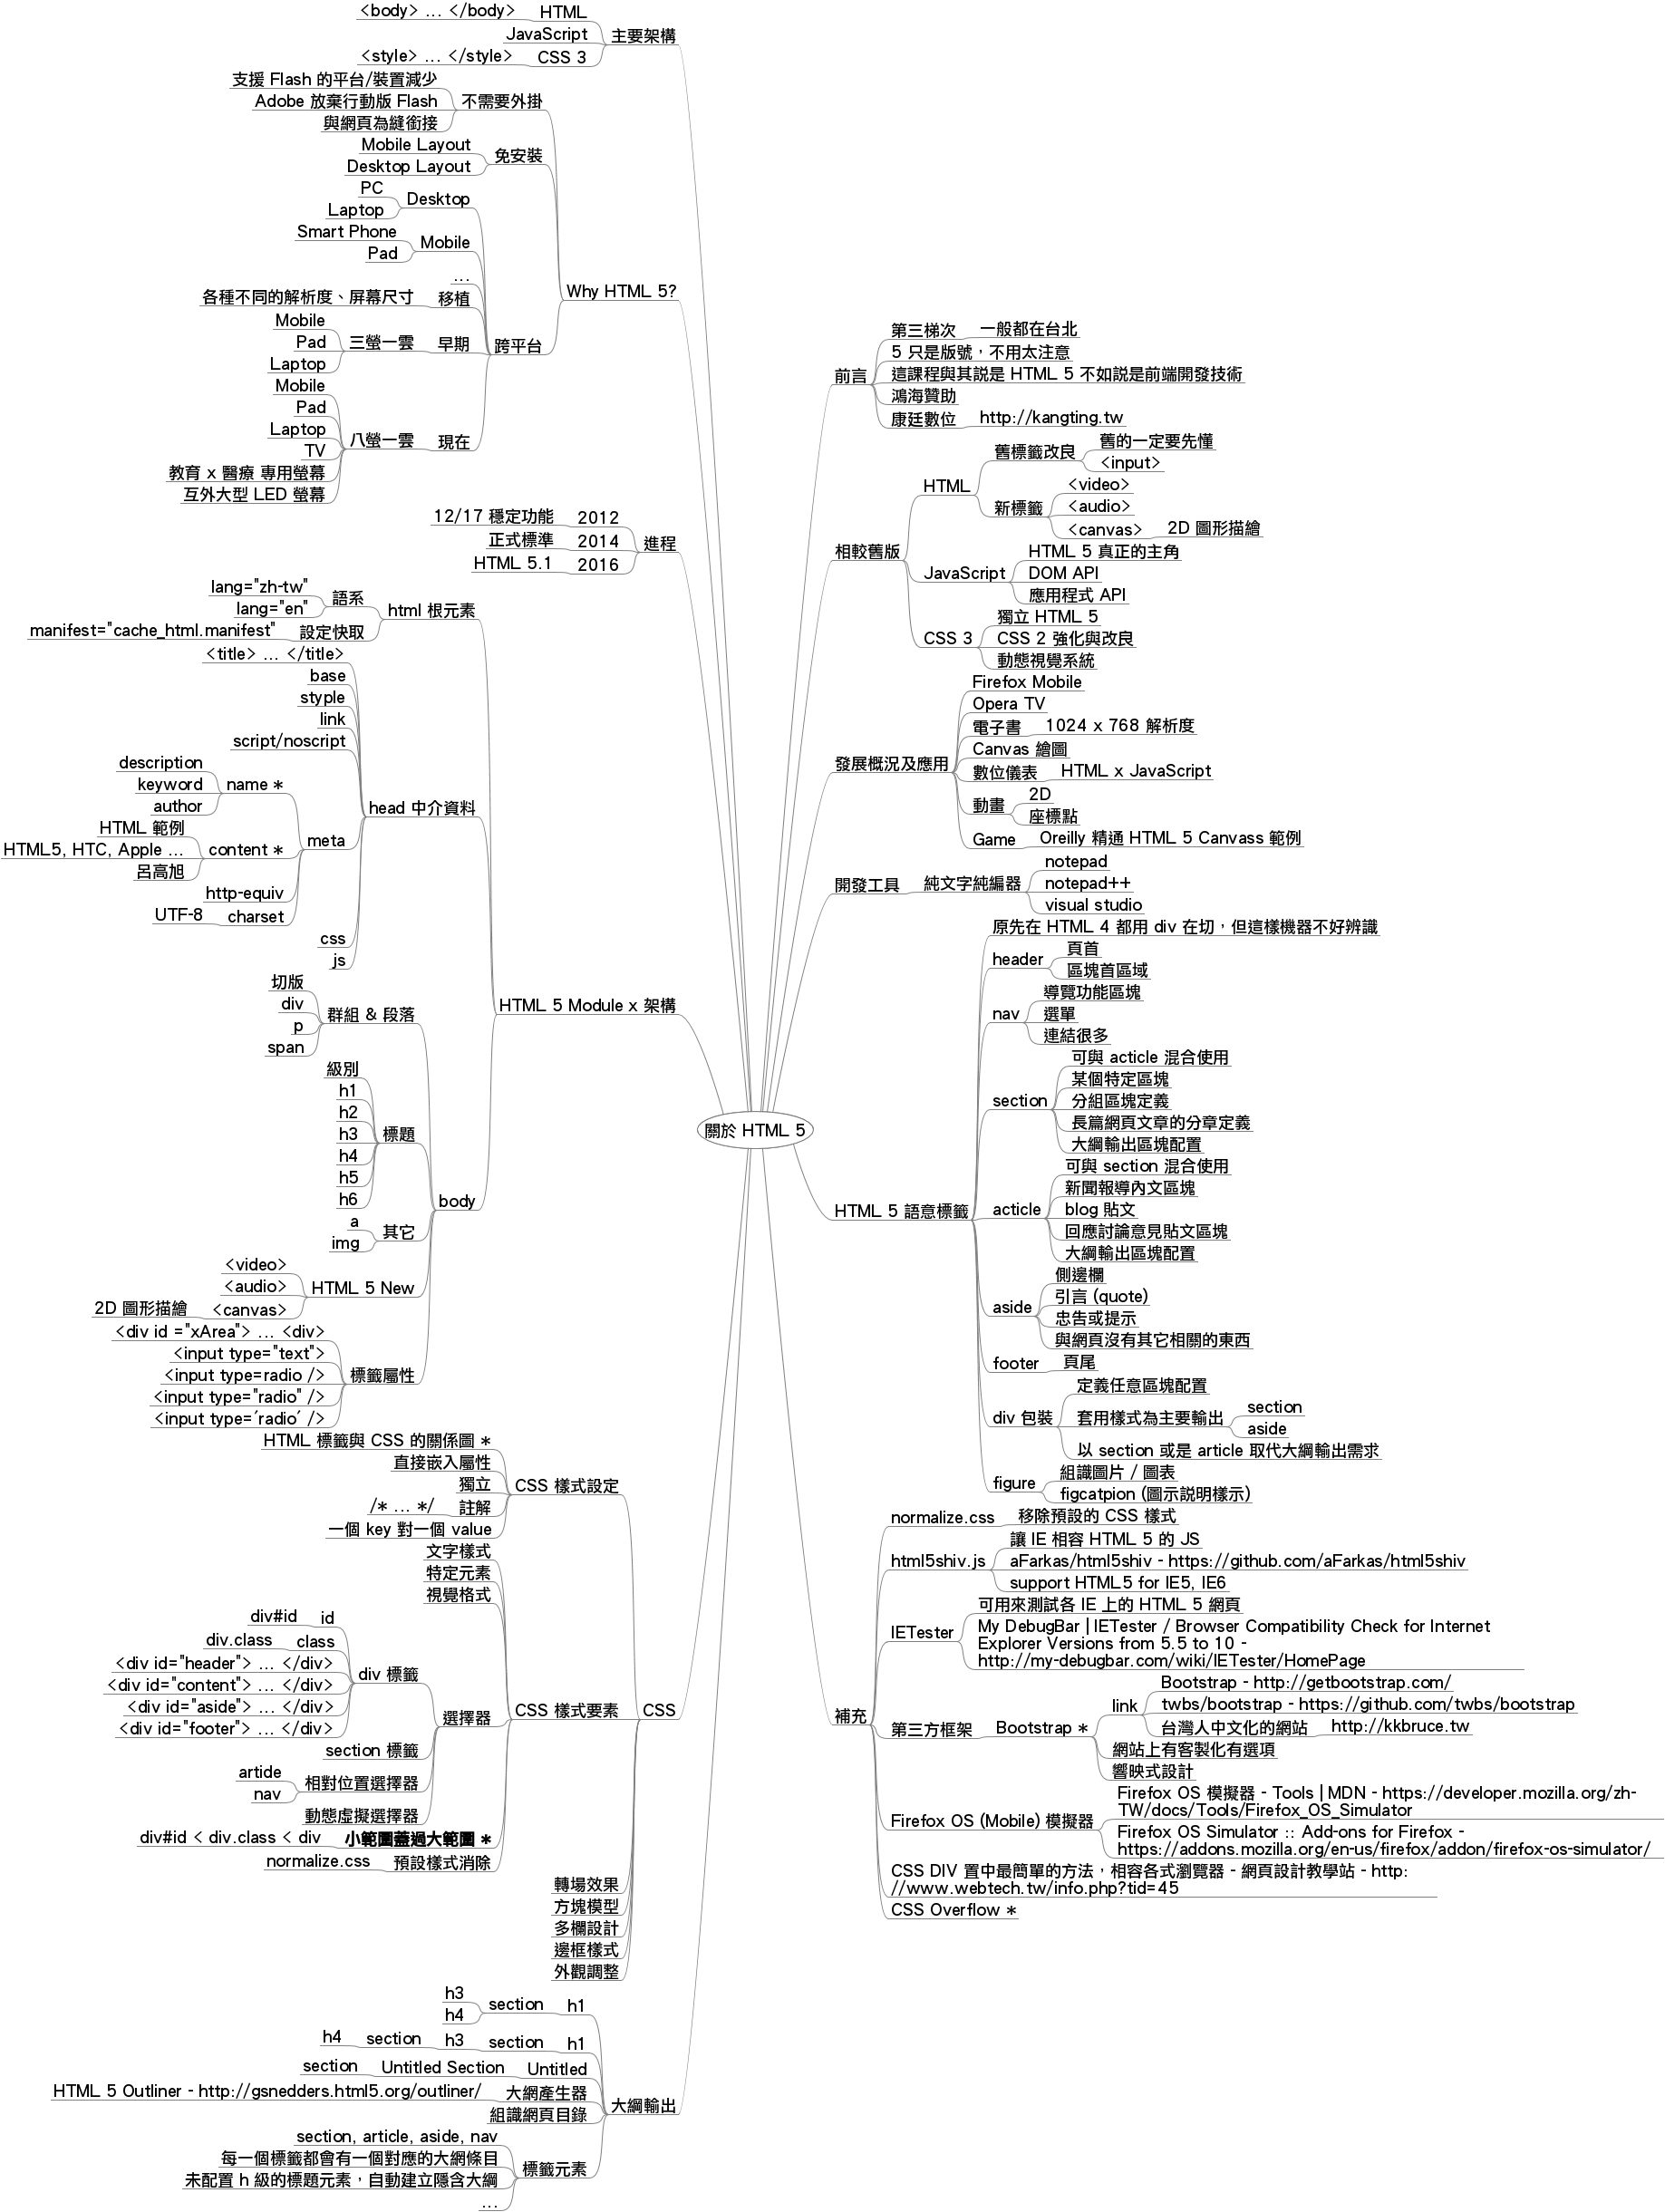 <body> ... </body>
HTML
JavaScript
<style> ... </style>
CSS 3
主要架構
支援 Flash 的平台/裝置減少
Adobe 放棄行動版 Flash
與網頁為縫銜接
不需要外掛
Mobile Layout
Desktop Layout
免安裝
PC
Laptop
Desktop
Smart Phone
Pad
Mobile
...
各種不同的解析度、屏幕尺寸
移植
Mobile
Pad
Laptop
三螢一雲
早期
Mobile
Pad
Laptop
TV
教育 x 醫療 專用螢幕
互外大型 LED 螢幕
八螢一雲
現在
跨平台
Why HTML 5?
12/17 穩定功能
2012
正式標準
2014
HTML 5.1
2016
進程
lang="zh-tw"
lang="en"
語系
manifest="cache_html.manifest"
設定快取
html 根元素
<title> ... </title>
base
styple
link
script/noscript
description
keyword
author
name *
HTML 範例
HTML5, HTC, Apple ...
呂高旭
content *
http-equiv
UTF-8
charset
meta
css
js
head 中介資料
切版
div
p
span
群組 & 段落
級別
h1
h2
h3
h4
h5
h6
標題
a
img
其它
<video>
<audio>
2D 圖形描繪
<canvas>
HTML 5 New
<div id ="xArea"> ... <div>
<input type="text">
<input type=radio />
<input type="radio" />
<input type='radio' />
標籤屬性
body
HTML 5 Module x 架構
HTML 標籤與 CSS 的關係圖 *
直接嵌入屬性
獨立
/* ... */
註解
一個 key 對一個 value
CSS 樣式設定
文字樣式
特定元素
視覺格式
div#id
id
div.class
class
<div id="header"> ... </div>
<div id="content"> ... </div>
<div id="aside"> ... </div>
<div id="footer"> ... </div>
div 標籤
section 標籤
artide
nav
相對位置選擇器
動態虛擬選擇器
選擇器
div#id < div.class < div
小範圍蓋過大範圍 *
normalize.css
預設樣式消除
CSS 樣式要素
轉場效果
方塊模型
多欄設計
邊框樣式
外觀調整
CSS
h3
h4
section
h1
h4
section
h3
section
h1
section
Untitled Section
Untitled
HTML 5 Outliner - http://gsnedders.html5.org/outliner/
大網產生器
組識網頁目錄
section, article, aside, nav
每一個標籤都會有一個對應的大網條目
未配置 h 級的標題元素，自動建立隱含大綱
...
標籤元素
大綱輸出
關於 HTML 5
前言
第三梯次
一般都在台北
5 只是版號，不用太注意
這課程與其說是 HTML 5 不如說是前端開發技術
鴻海贊助
康廷數位
http://kangting.tw
相較舊版
HTML
舊標籤改良
舊的一定要先懂
<input>
新標籤
<video>
<audio>
<canvas>
2D 圖形描繪
JavaScript
HTML 5 真正的主角
DOM API
應用程式 API
CSS 3
獨立 HTML 5
CSS 2 強化與改良
動態視覺系統
發展概況及應用
Firefox Mobile
Opera TV
電子書
1024 x 768 解析度
Canvas 繪圖
數位儀表
HTML x JavaScript
動畫
2D
座標點
Game
Oreilly 精通 HTML 5 Canvass 範例
開發工具
純文字純編器
notepad
notepad++
visual studio
HTML 5 語意標籤
原先在 HTML 4 都用 div 在切，但這樣機器不好辨識
header
頁首
區塊首區域
nav
導覽功能區塊
選單
連結很多
section
可與 acticle 混合使用
某個特定區塊
分組區塊定義
長篇網頁文章的分章定義
大綱輸出區塊配置
acticle
可與 section 混合使用
新聞報導內文區塊
blog 貼文
回應討論意見貼文區塊
大綱輸出區塊配置
aside
側邊欄
引言 (quote)
忠告或提示
與網頁沒有其它相關的東西
footer
頁尾
div 包裝
定義任意區塊配置
套用樣式為主要輸出
section
aside
以 section 或是 article 取代大綱輸出需求
figure
組識圖片 / 圖表
figcatpion (圖示說明樣示)
補充
normalize.css
移除預設的 CSS 樣式
html5shiv.js
讓 IE 相容 HTML 5 的 JS
aFarkas/html5shiv - https://github.com/aFarkas/html5shiv
support HTML5 for IE5, IE6
IETester
可用來測試各 IE 上的 HTML 5 網頁
My DebugBar | IETester / Browser Compatibility Check for Internet
Explorer Versions from 5.5 to 10 -
http://my-debugbar.com/wiki/IETester/HomePage
第三方框架
Bootstrap *
link
Bootstrap - http://getbootstrap.com/
twbs/bootstrap - https://github.com/twbs/bootstrap
台灣人中文化的網站
http://kkbruce.tw
網站上有客製化有選項
響映式設計
Firefox OS (Mobile) 模擬器
Firefox OS 模擬器 - Tools | MDN - https://developer.mozilla.org/zh-
TW/docs/Tools/Firefox_OS_Simulator
Firefox OS Simulator :: Add-ons for Firefox -
https://addons.mozilla.org/en-us/firefox/addon/firefox-os-simulator/
CSS DIV 置中最簡單的方法，相容各式瀏覽器 - 網頁設計教學站 - http:
//www.webtech.tw/info.php?tid=45
CSS Overflow *